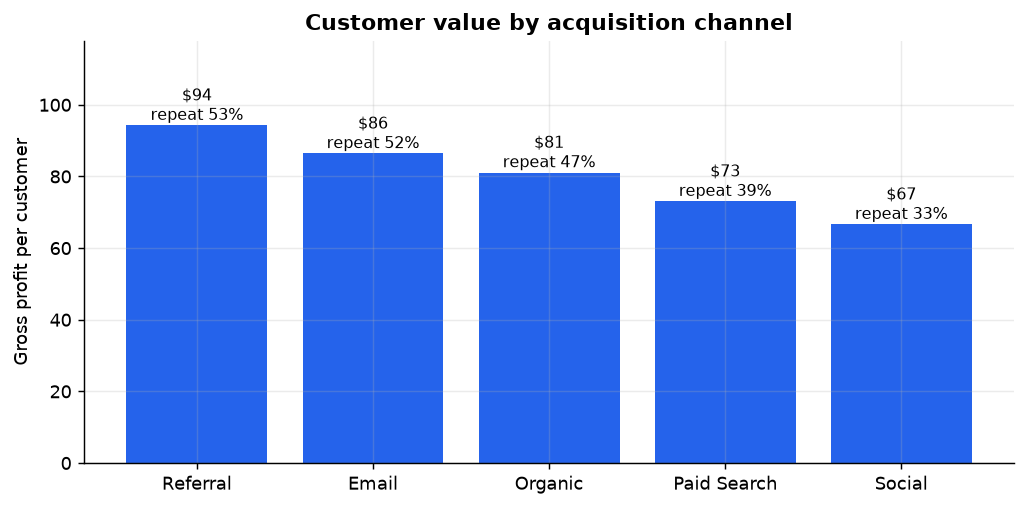 Customer value by acquisition channel
Gross profit per customer
100
80
60
40
20
0
$94
repeat 53%
$86
repeat 52%
$81
repeat 47%
$73
repeat 39%
$67
repeat 33%
Referral
Email
Organic
Paid Search
Social